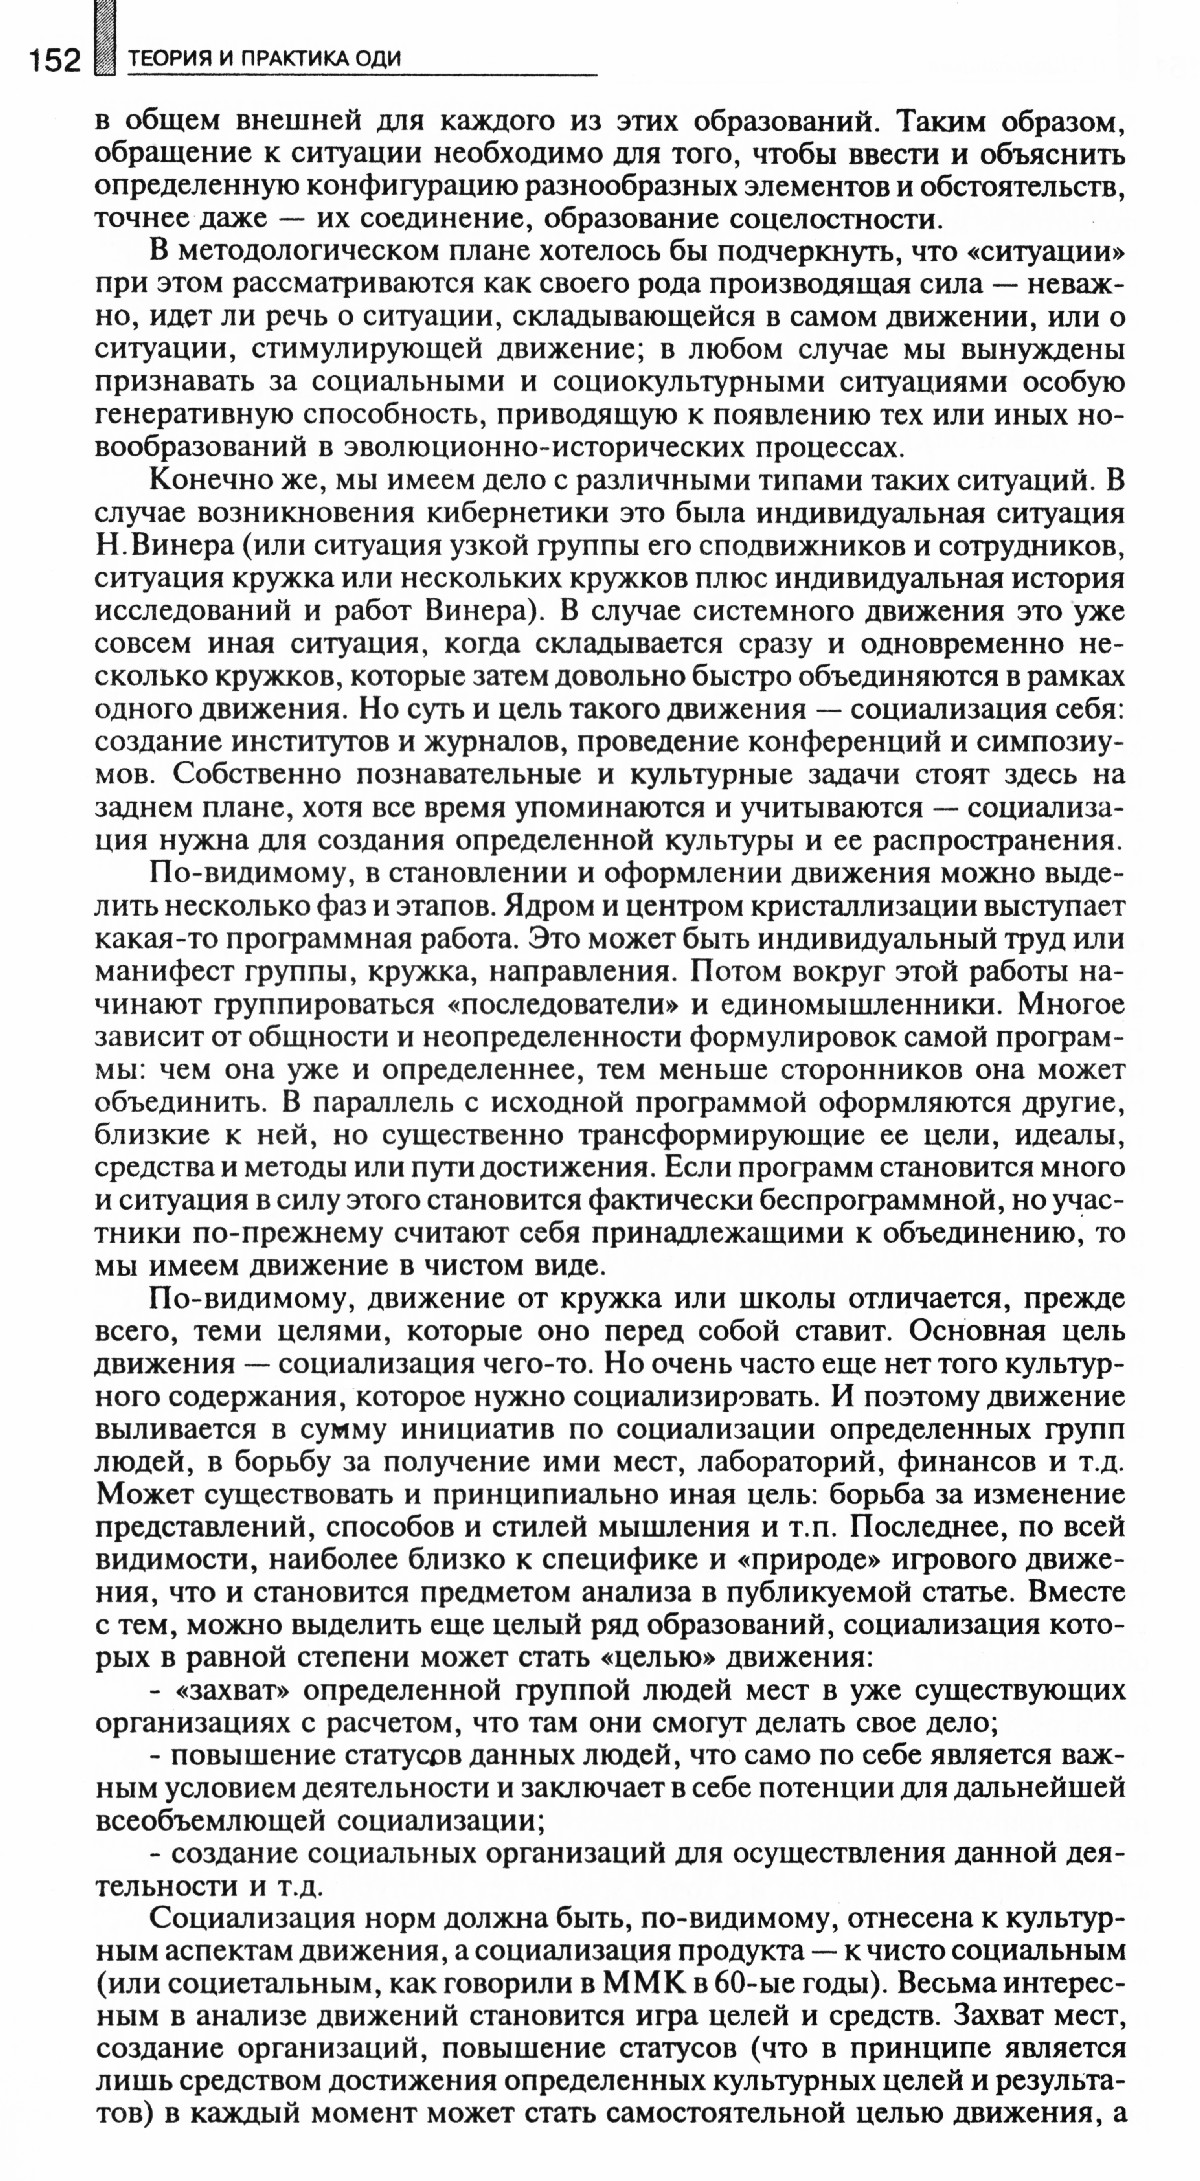 152 ТЕОРИЯ И ПРАКТИКА ОДИ
в общем внешней для каждого из этих образований. Таким образом,
обращение к ситуации необходимо для того, чтобы ввести и объяснить
определенную конфигурацию разнообразных элементов и обстоятельств,
точнее даже — их соединение, образование соцелостности.
В методологическом плане хотелось бы подчеркнуть, что «ситуации»
при этом рассматриваются как своего рода производящая сила — неваж-
но, идет ли речь о ситуации, складывающейся в самом движении, или о
ситуации, стимулирующей движение; в любом случае мы вынуждены
признавать за социальными и социокультурными ситуациями особую
генеративную способность, приводящую к появлению тех или иных но-
вообразований в эволюционно-исторических процессах.
Конечно же, мы имеем дело с различными типами таких ситуаций. В
случае возникновения кибернетики это была индивидуальная ситуация
Н.Винера (или ситуация узкой группы его сподвижников и сотрудников,
ситуация кружка или нескольких кружков плюс индивидуальная история
исследований и работ Винера). В случае системного движения это уже
совсем иная ситуация, когда складывается сразу и одновременно не-
сколько кружков, которые затем довольно быстро объединяются в рамках
одного движения. Но суть и цель такого движения — социализация себя:
создание институтов и журналов, проведение конференций и симпозиу-
мов. Собственно познавательные и культурные задачи стоят здесь на
заднем плане, хотя все время упоминаются и учитываются — социализа-
ция нужна для создания определенной культуры и ее распространения.
По-видимому, в становлении и оформлении движения можно выде-
лить несколько фаз и этапов. Ядром и центром кристаллизации выступает
какая-то программная работа. Это может быть индивидуальный труд или
манифест группы, кружка, направления. Потом вокруг этой работы на-
чинают группироваться «последователи» и единомышленники. Многое
зависит от общности и неопределенности формулировок самой програм-
мы: чем она уже и определеннее, тем меньше сторонников она может
объединить. В параллель с исходной программой оформляются другие,
близкие к ней, но существенно трансформирующие ее цели, идеалы,
средства и методы или пути достижения. Если программ становится много
и ситуация в силу этого становится фактически беспрограммной, но учас-
тники по-прежнему считают себя принадлежащими к объединению, то
мы имеем движение в чистом виде.
По-видимому, движение от кружка или школы отличается, прежде
всего, теми целями, которые оно перед собой ставит. Основная цель
движения — социализация чего-то. Но очень часто еще нет того культур-
ного содержания, которое нужно социализировать. И поэтому движение
выливается в сумму инициатив по социализации определенных групп
людей, в борьбу за получение ими мест, лабораторий, финансов и т.д.
Может существовать и принципиально иная цель: борьба за изменение
представлений, способов и стилей мышления и т.п. Последнее, по всей
видимости, наиболее близко к специфике и «природе» игрового движе-
ния, что и становится предметом анализа в публикуемой статье. Вместе
с тем, можно выделить еще целый ряд образований, социализация кото-
рых в равной степени может стать «целью» движения:
- «захват» определенной группой людей мест в уже существующих
организациях с расчетом, что там они смогут делать свое дело;
- повышение статусов данных людей, что само по себе является важ-
ным условием деятельности и заключает в себе потенции для дальнейшей
всеобъемлющей социализации;
- создание социальных организаций для осуществления данной дея-
тельности и т.д.
Социализация норм должна быть, по-видимому, отнесена к культур-
ным аспектам движения, а социализация продукта — к чисто социальным
(или социетальным, как говорили в ММК в 60-ые годы). Весьма интерес-
ным в анализе движений становится игра целей и средств. Захват мест,
создание организаций, повышение статусов (что в принципе является
лишь средством достижения определенных культурных целей и результа-
тов) в каждый момент может стать самостоятельной целью движения, а